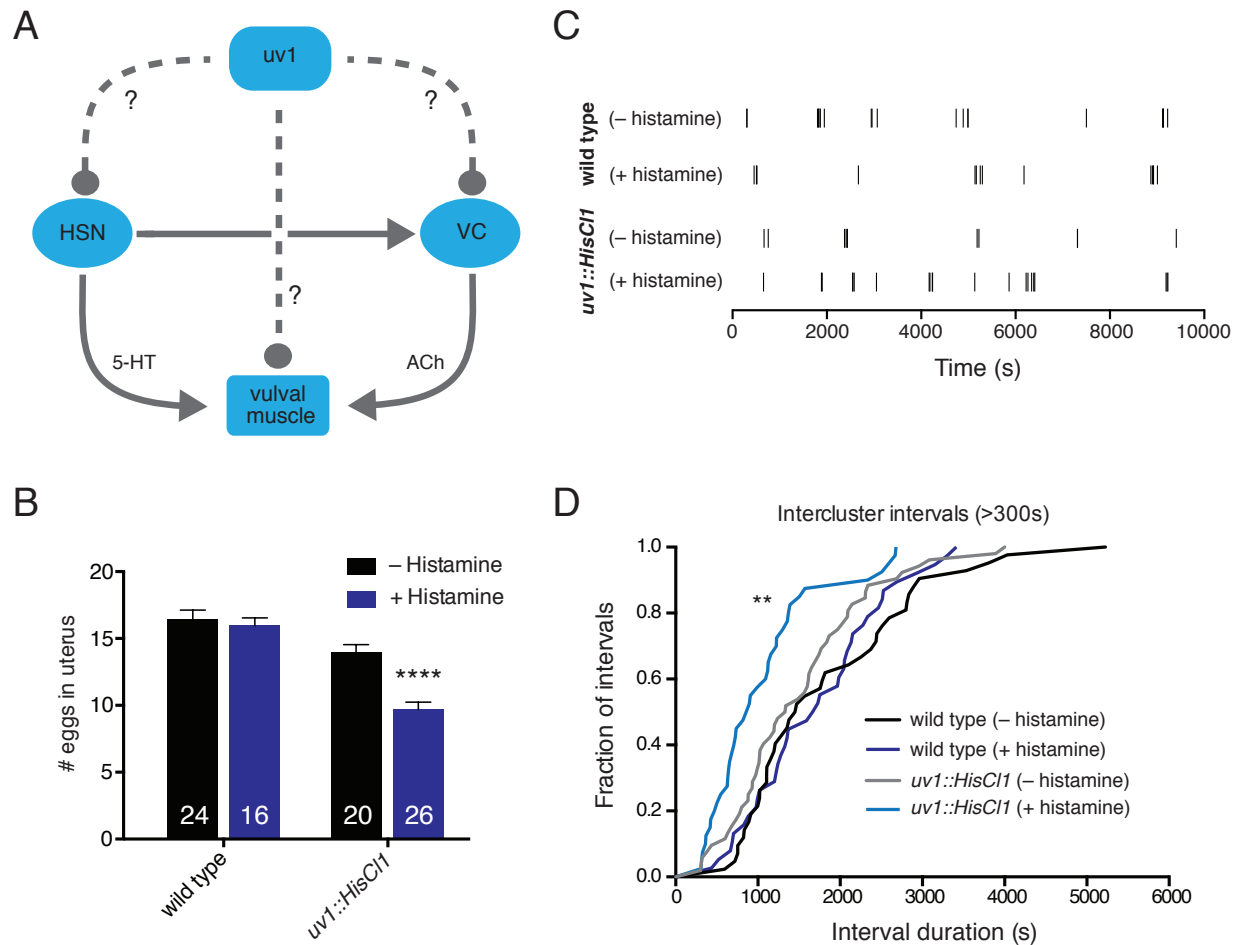 A
uv1
?
?
HSN
VC
?
5-HT
ACh
vulval
muscle
B
# eggs in uterus
20
15
10
5
0
– Histamine
+ Histamine
****
24
16
20
26
wild type
uv1::HisCl1
C
wild type
(– histamine)
(+ histamine)
uv1::HisCl1
(– histamine)
(+ histamine)
0
2000
4000
6000
8000
10000
Time (s)
D
Intercluster intervals (>300s)
Fraction of intervals
1.0
0.8
0.6
0.4
0.2
0.0
**
wild type (– histamine)
wild type (+ histamine)
uv1::HisCl1 (– histamine)
uv1::HisCl1 (+ histamine)
0
1000
2000
3000
4000
5000
6000
Interval duration (s)